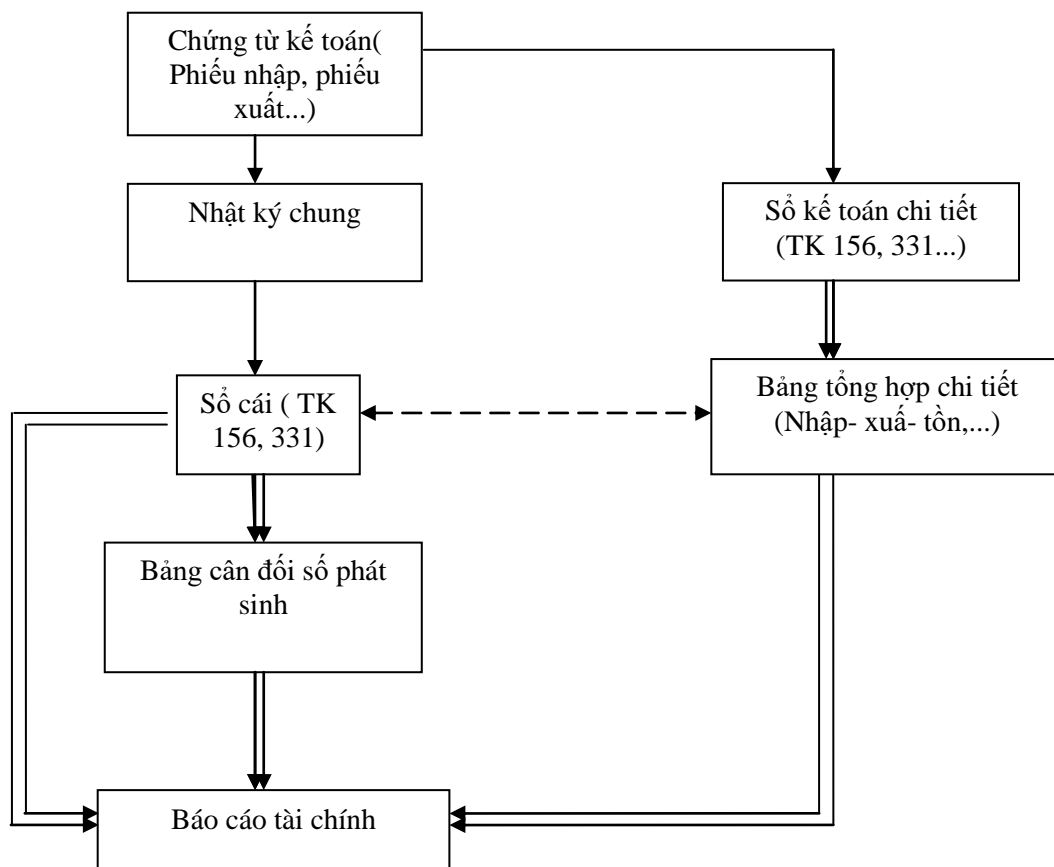 Chứng từ kế toán(
Phiếu nhập, phiếu
xuất...)
Nhật ký chung
Sổ kế toán chi tiết
(TK 156, 331...)
Sổ cái ( TK
156, 331)
Bảng tổng hợp chi tiết
(Nhập- xuấ- tồn,...)
Bảng cân đối số phát
sinh
Báo cáo tài chính